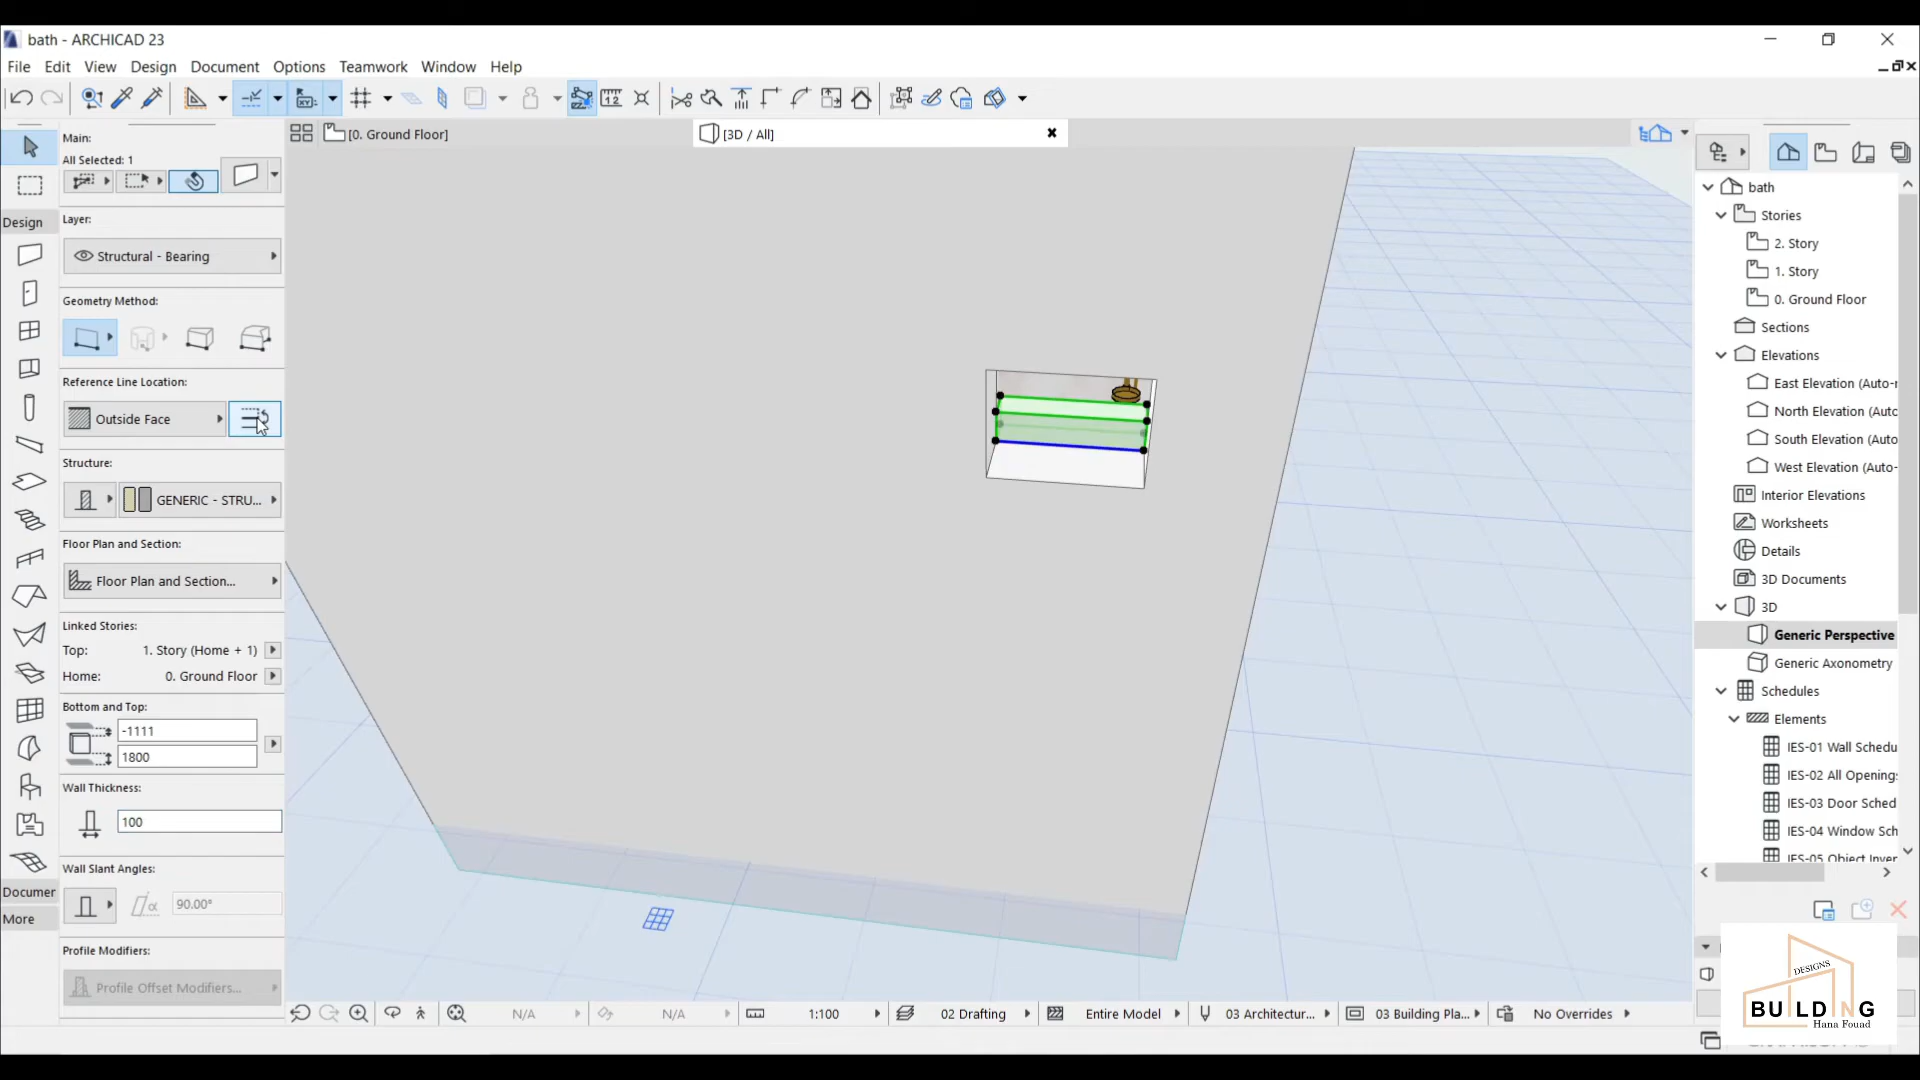 bath - ARCHICAD 23
File Edit View Design Document Options Teamwork Window Help
[0. Ground Floor]
[3D / All]
Main:
All Selected: 1
Layer:
Structural - Bearing
Geometry Method:
Reference Line Location:
Outside Face
Structure:
GENERIC - STRU...
Floor Plan and Section:
Floor Plan and Section...
Linked Stories:
Top: 1. Story (Home + 1)
Home: 0. Ground Floor
Bottom and Top:
-1111
1800
Wall Thickness:
100
Wall Slant Angles:
α 90.00°
Profile Modifiers:
Profile Offset Modifiers...
Design
Documer
More
N/A N/A 1:100 02 Drafting Entire Model 03 Architectur... 03 Building Pla... No Overrides
bath
Stories
2. Story
1. Story
0. Ground Floor
Sections
Elevations
East Elevation (Auto-r
North Elevation (Autc
South Elevation (Auto
West Elevation (Auto-
Interior Elevations
Worksheets
Details
3D Documents
3D
Generic Perspective
Generic Axonometry
Schedules
Elements
IES-01 Wall Schedu
IES-02 All Opening:
IES-03 Door Sched
IES-04 Window Sch
IES-05 Object Inver
DESIGNS
BUILDING
Hana Fouad